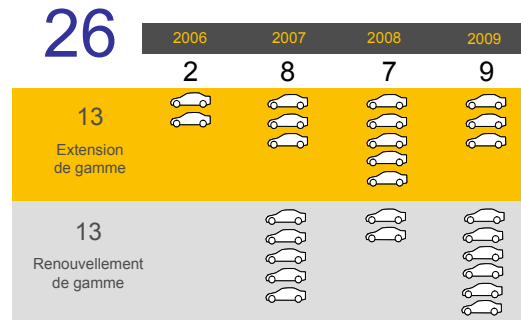 26
2006 2007 2008 2009
2 8 7 9
13
Extension
de gamme
13
Renouvellement
de gamme